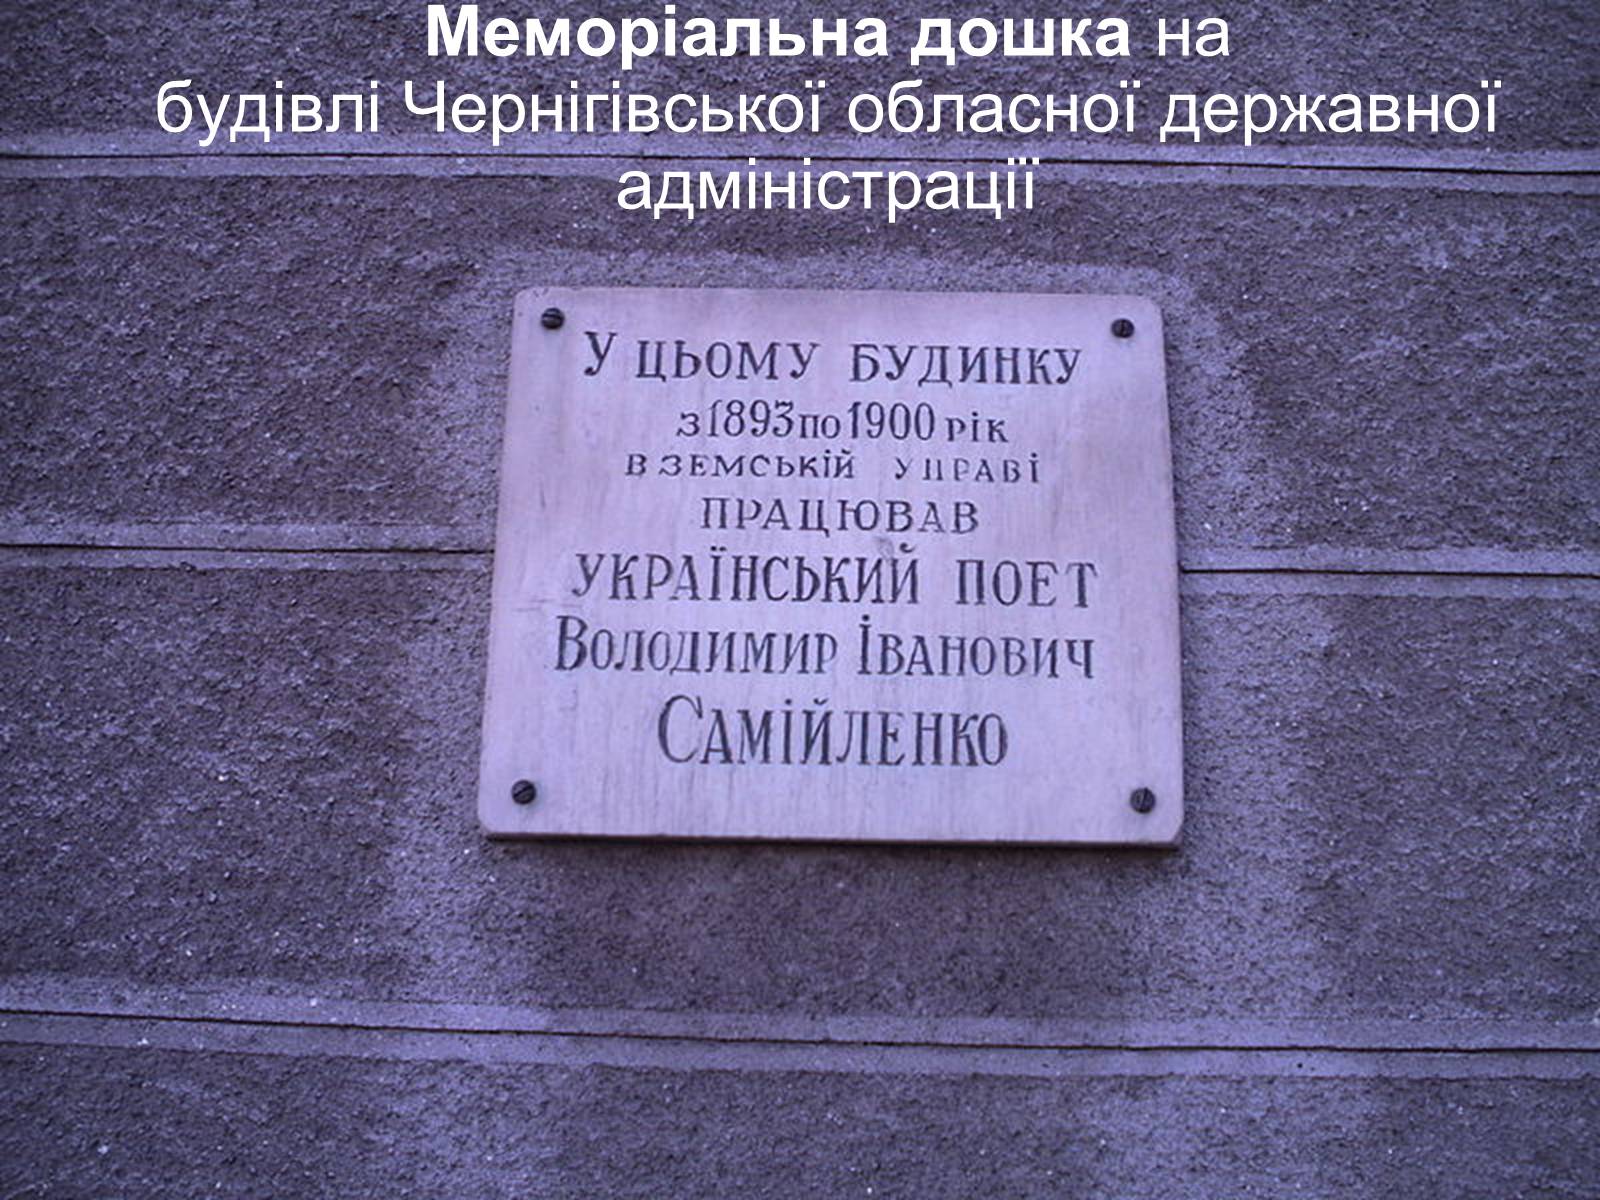 Меморіальна дошка на
будівлі Чернігівської обласної державної
адміністрації
У ЦЬОМУ БУДИНКУ
з 1893 по 1900 рік
В ЗЕМСЬКІЙ УПРАВІ
ПРАЦЮВАВ
УКРАЇНСЬКИЙ ПОЕТ
ВОЛОДИМИР ІВАНОВИЧ
САМІЙЛЕНКО